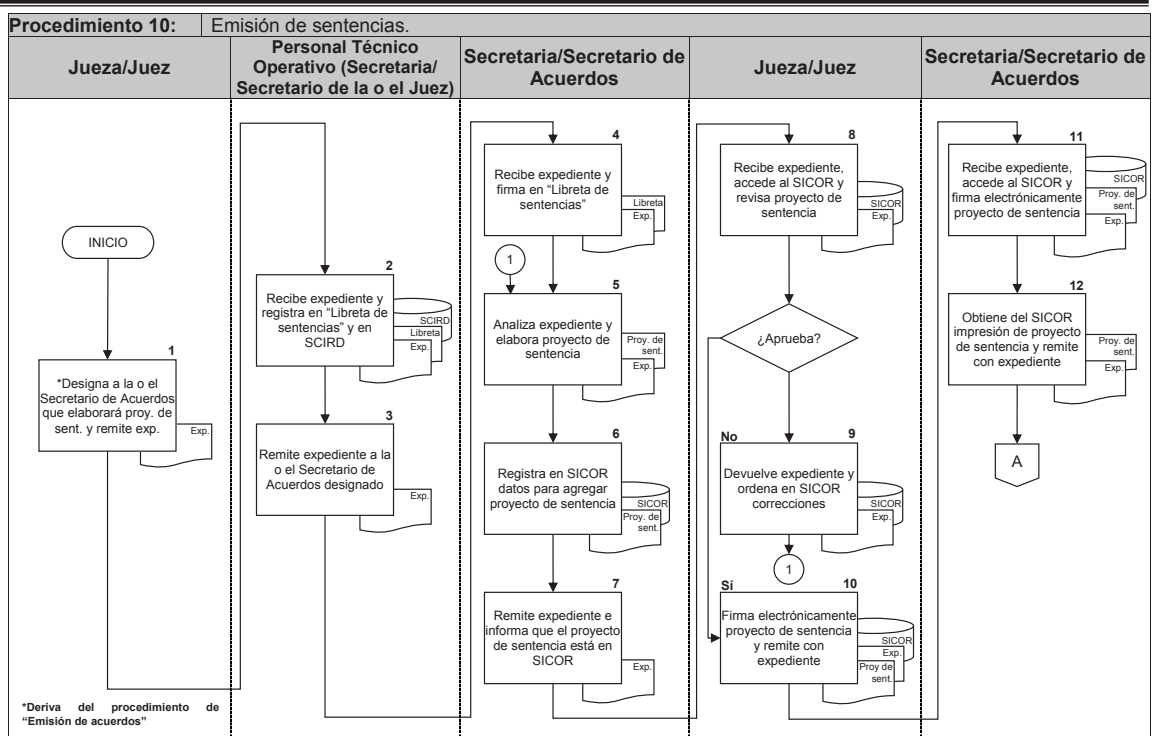 Procedimiento 10: Emisión de sentencias.
Jueza/Juez
Personal Técnico
Operativo (Secretaria/
Secretario de la o el Juez)
Secretaria/Secretario de
Acuerdos
Jueza/Juez
Secretaria/Secretario de
Acuerdos
INICIO
1
*Designa a la o el
Secretario de Acuerdos
que elaborará proy. de
sent. y remite exp.
Exp.
*Deriva del procedimiento de
“Emisión de acuerdos”
2
Recibe expediente y
registra en “Libreta de
sentencias” y en
SCIRD
SCIRD
Libreta
Exp.
3
Remite expediente a la
o el Secretario de
Acuerdos designado
Exp.
4
Recibe expediente y
firma en “Libreta de
sentencias”
Libreta
Exp.
1
5
Analiza expediente y
elabora proyecto de
sentencia
Proy. de
sent.
Exp.
6
Registra en SICOR
datos para agregar
proyecto de sentencia
SICOR
Proy. de
sent.
7
Remite expediente e
informa que el proyecto
de sentencia está en
SICOR
Exp.
8
Recibe expediente,
accede al SICOR y
revisa proyecto de
sentencia
SICOR
Exp.
¿Aprueba?
No
9
Devuelve expediente y
ordena en SICOR
correcciones
SICOR
Exp.
1
Sí
10
Firma electrónicamente
proyecto de sentencia
y remite con
expediente
SICOR
Exp.
Proy de
sent.
11
Recibe expediente,
accede al SICOR y
firma electrónicamente
proyecto de sentencia
SICOR
Proy. de
sent.
Exp.
12
Obtiene del SICOR
impresión de proyecto
de sentencia y remite
con expediente
Proy. de
sent.
Exp.
A